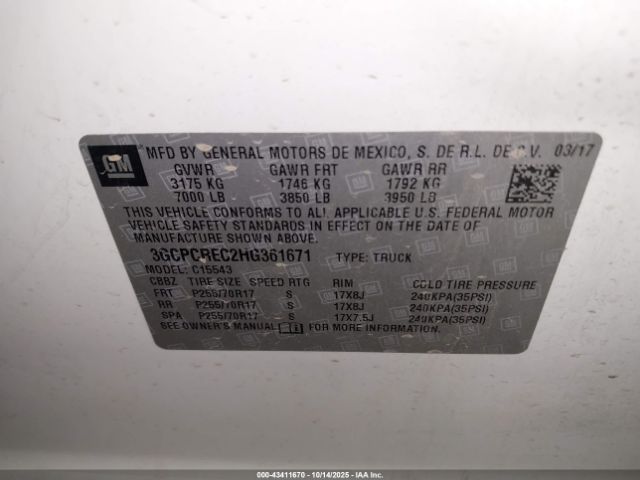 GM
MFD BY GENERAL MOTORS DE MEXICO, S. DE R.L. DE C.V. 03/17
GVWR GAWR FRT GAWR RR
3175 KG 1746 KG 1792 KG
7000 LB 3850 LB 3950 LB
THIS VEHICLE CONFORMS TO ALL APPLICABLE U.S. FEDERAL MOTOR
VEHICLE SAFETY STANDARDS IN EFFECT ON THE DATE OF
MANUFACTURE SHOWN ABOVE.
3GCPCREC2HG361671 TYPE: TRUCK
MODEL: C15543
CBBZ TIRE SIZE SPEED RTG RIM COLD TIRE PRESSURE
FRT P255/70R17 S 17X8J 240KPA(35PSI)
RR P255/70R17 S 17X8J 240KPA(35PSI)
SPA P255/70R17 S 17X7.5J 240KPA(35PSI)
SEE OWNER'S MANUAL FOR MORE INFORMATION.
000-43411670 | 10/14/2025 | IAAI.com